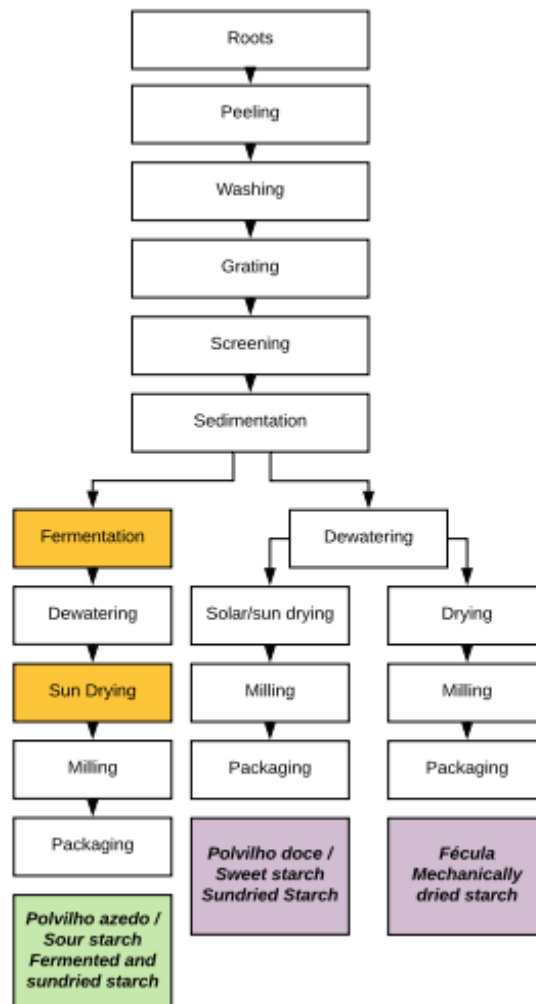 Roots
Peeling
Washing
Grating
Screening
Sedimentation
Fermentation
Dewatering
Dewatering
Solar/sun drying
Drying
Sun Drying
Milling
Milling
Milling
Packaging
Packaging
Packaging
Polvilho doce /
Sweet starch
Sundried Starch
Fécula
Mechanically
dried starch
Polvilho azedo /
Sour starch
Fermented and
sundried starch